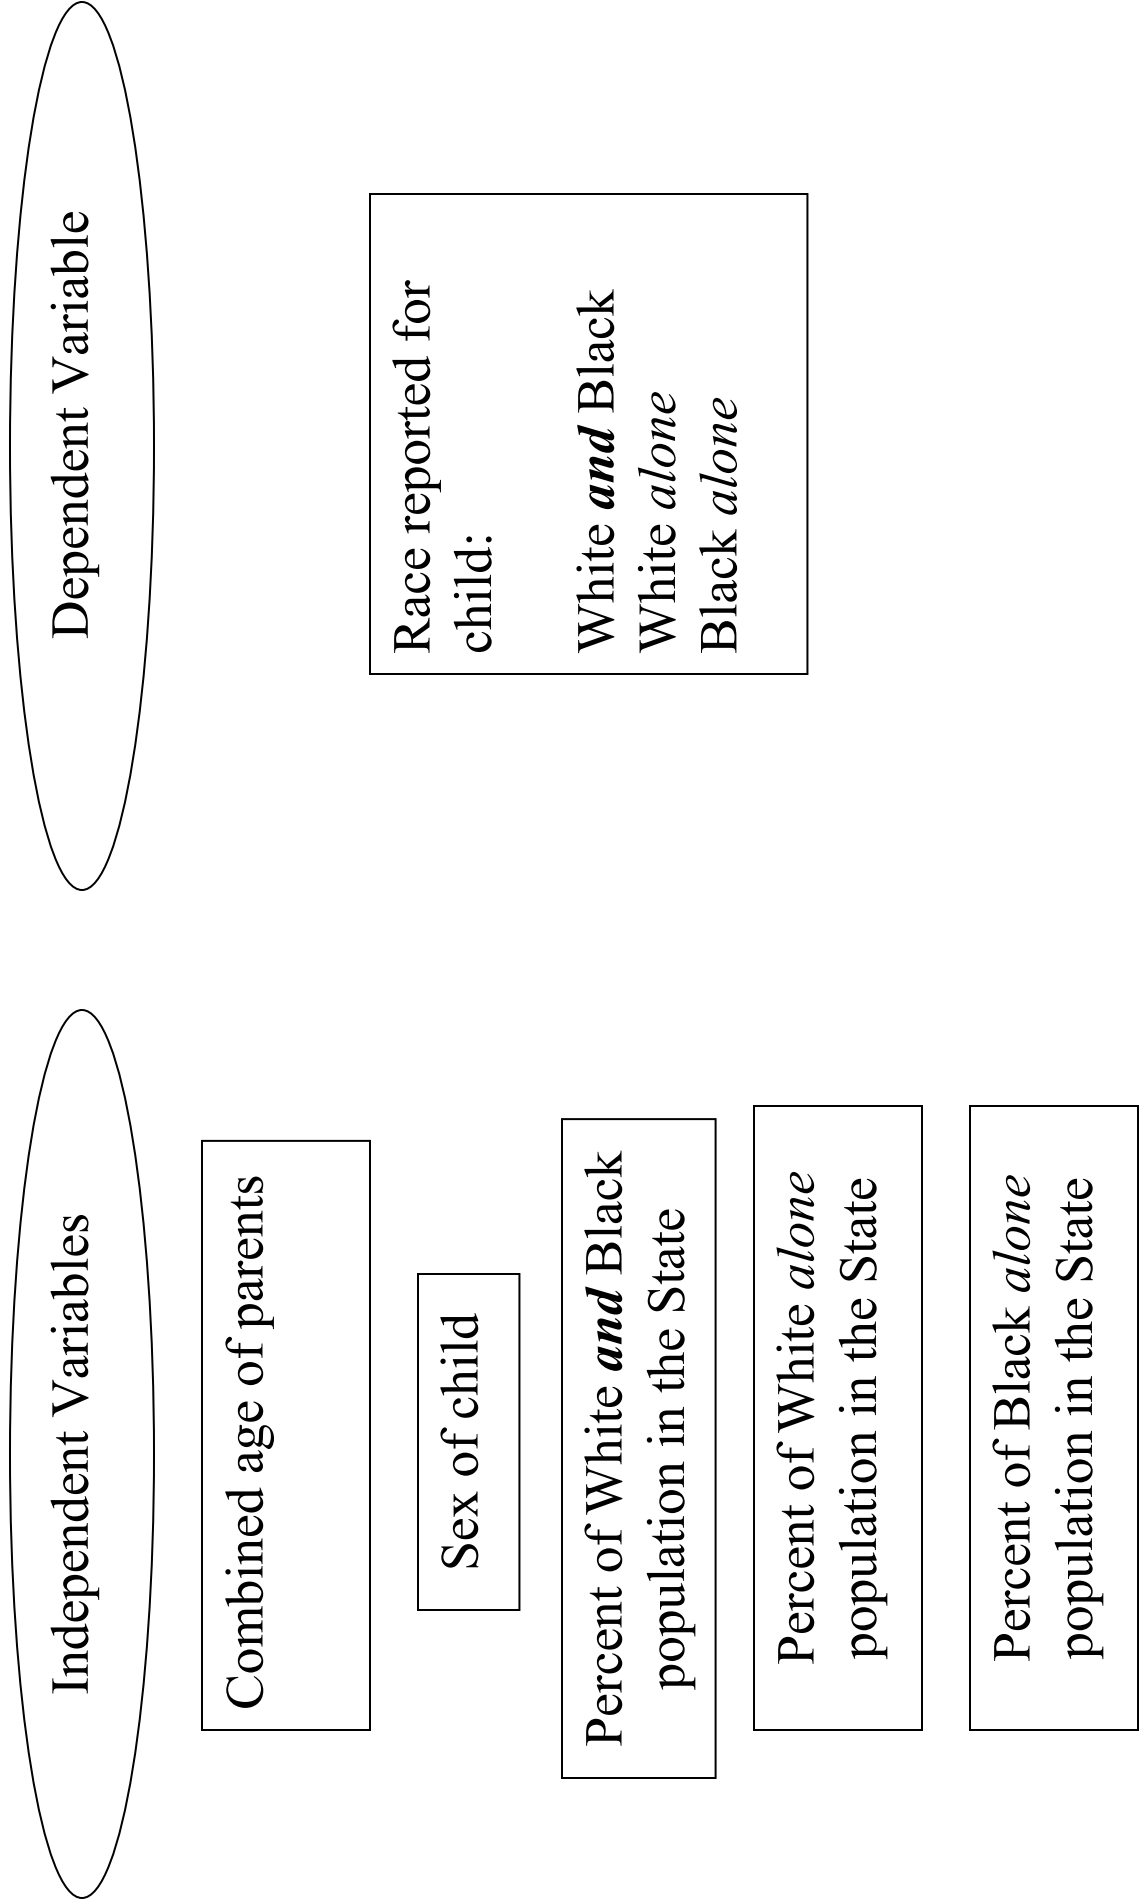 Independent Variables
Dependent Variable
Combined age of parents
Sex of child
Percent of White and Black
population in the State
Percent of White alone
population in the State
Percent of Black alone
population in the State
Race reported for
child:
White and Black
White alone
Black alone